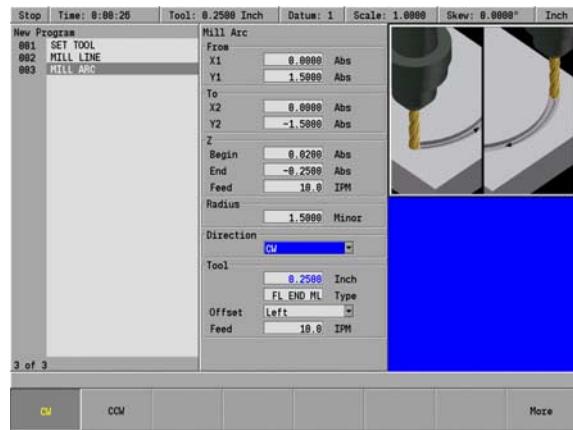 Stop Time: 0:00:26 Tool: 0.2500 Inch Datum: 1 Scale: 1.0000 Skew: 0.0000° Inch
New Program
001 SET TOOL
002 MILL LINE
003 MILL ARC
3 of 3
Mill Arc
From
X1 0.0000 Abs
Y1 1.5000 Abs
To
X2 0.0000 Abs
Y2 -1.5000 Abs
Z
Begin 0.0200 Abs
End -0.2500 Abs
Feed 10.0 IPM
Radius
1.5000 Minor
Direction
CW
Tool
0.2500 Inch
FL END ML Type
Offset Left
Feed 10.0 IPM
CW CCW More